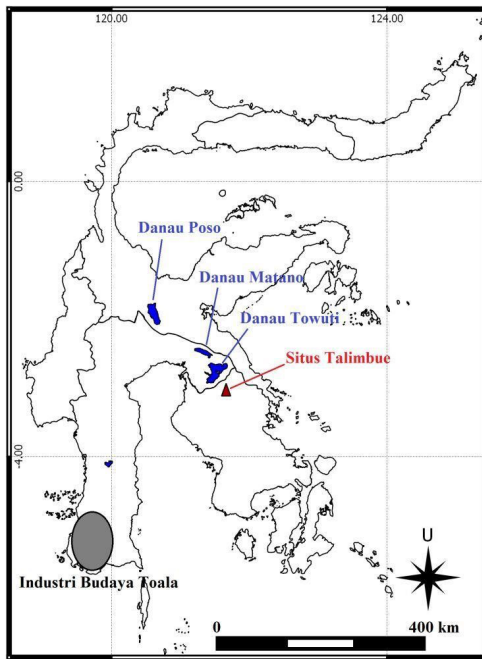 120.00
124.00
0.00
Danau Poso
Danau Matano
Danau Towuti
Situs Talimbue
4.00
Industri Budaya Toala
U
0
400 km